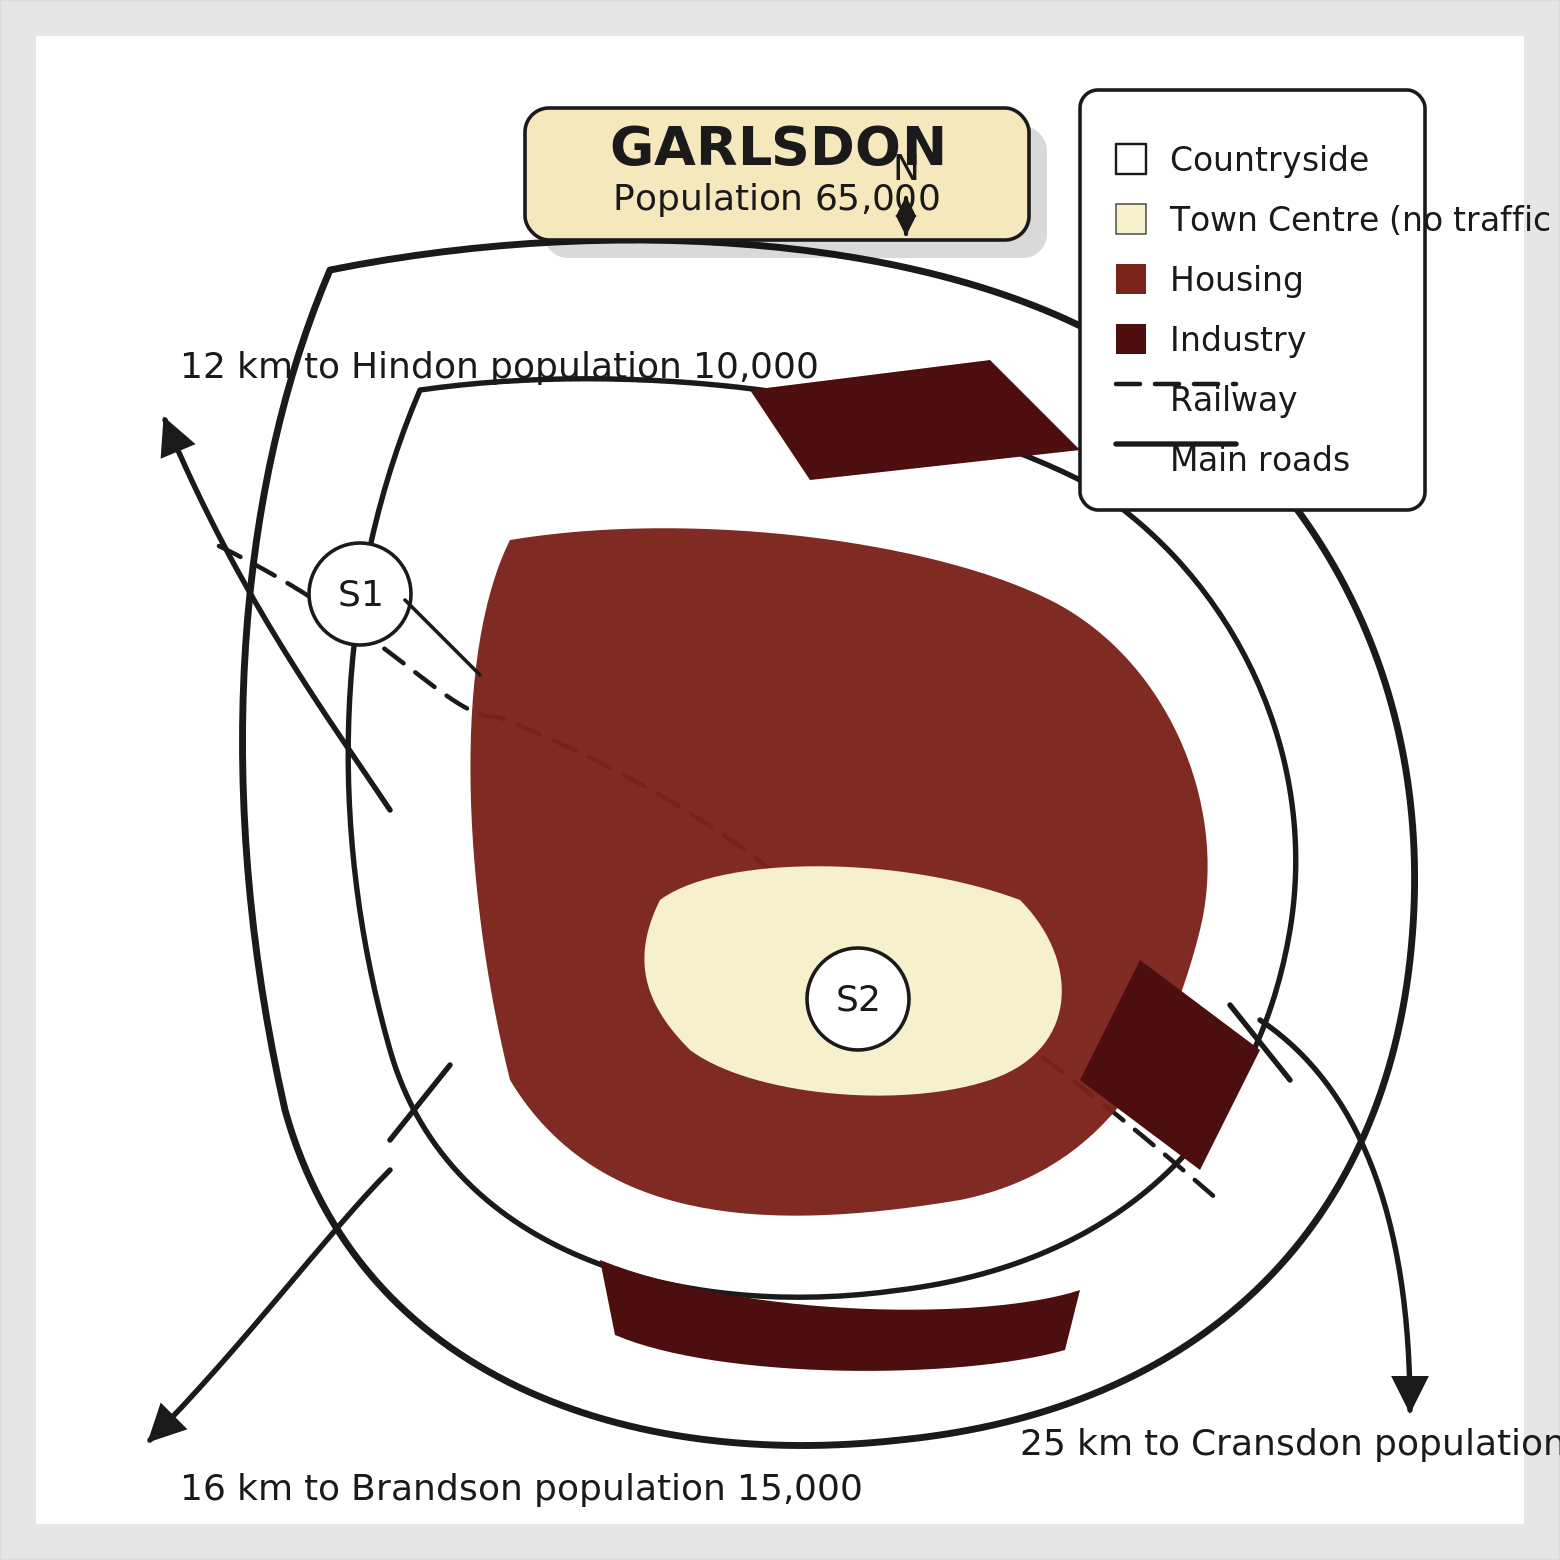 GARLSDON
N
Population 65,000
Countryside
Town Centre (no traffic
Housing
Industry
Railway
Main roads
12 km to Hindon population 10,000
S1
S2
25 km to Cransdon population
16 km to Brandson population 15,000